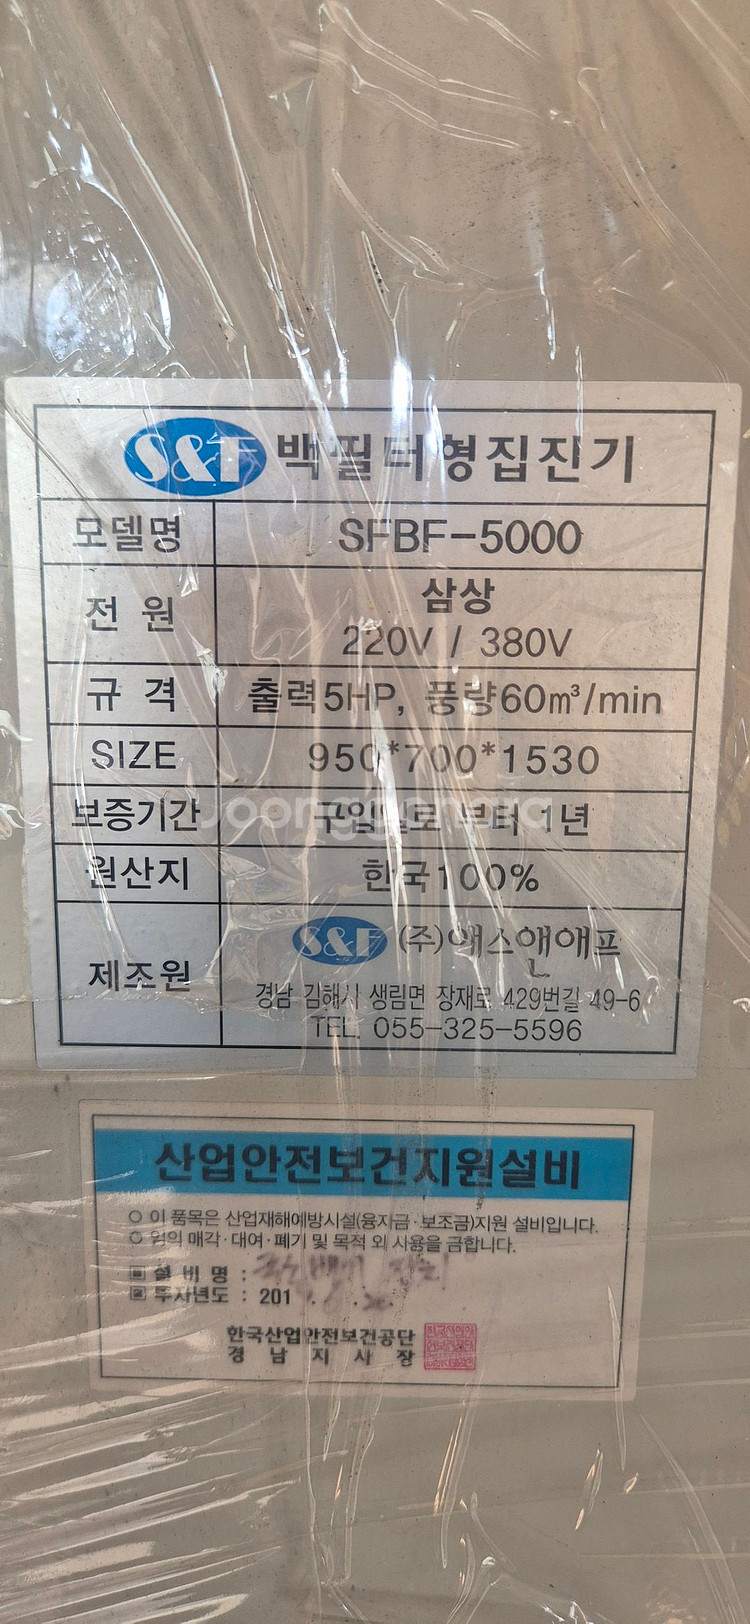 S&F 백필터형집진기
모델명 SFBF-5000
전 원 삼상
220V / 380V
규 격 출력5HP, 풍량60㎥/min
SIZE 950*700*1530
보증기간 구입일로 부터 1년
원산지 한국100%
제조원 S&F (주)에스앤에프
경남 김해시 생림면 장재로 429번길 49-6
TEL. 055-325-5596
산업안전보건지원설비
○ 이 품목은 산업재해예방시설(융자금·보조금)지원 설비입니다.
○ 임의 매각·대여·폐기 및 목적 외 사용을 금합니다.
▣ 설 비 명 :
▣ 투자년도 : 201
한국산업안전보건공단
경 남 지 사 장